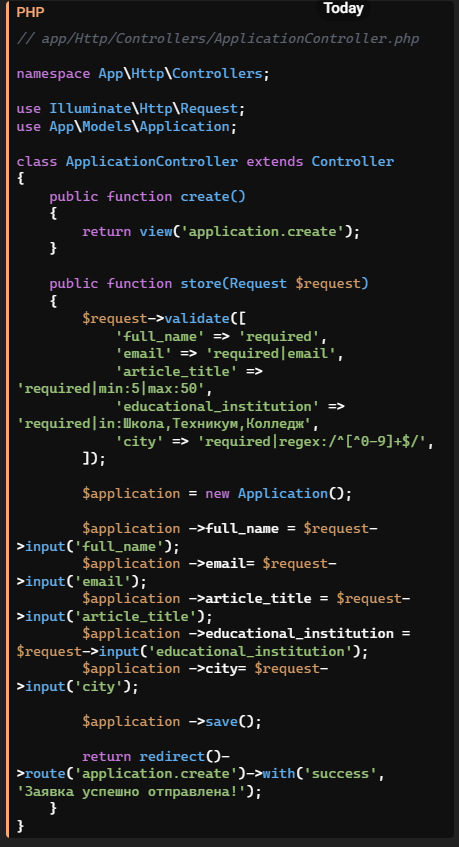 Today
PHP
// app/Http/Controllers/ApplicationController.php
namespace App\Http\Controllers;
use Illuminate\Http\Request;
use App\Models\Application;
class ApplicationController extends Controller
{
    public function create()
    {
        return view('application.create');
    }
    public function store(Request $request)
    {
        $request->validate([
            'full_name' => 'required',
            'email' => 'required|email',
            'article_title' =>
'required|min:5|max:50',
            'educational_institution' =>
'required|in:Школа,Техникум,Колледж',
            'city' => 'required|regex:/^[^0-9]+$/',
        ]);
        $application = new Application();
        $application ->full_name = $request-
>input('full_name');
        $application ->email= $request-
>input('email');
        $application ->article_title = $request-
>input('article_title');
        $application ->educational_institution =
$request->input('educational_institution');
        $application ->city= $request-
>input('city');
        $application ->save();
        return redirect()-
>route('application.create')->with('success',
'Заявка успешно отправлена!');
    }
}